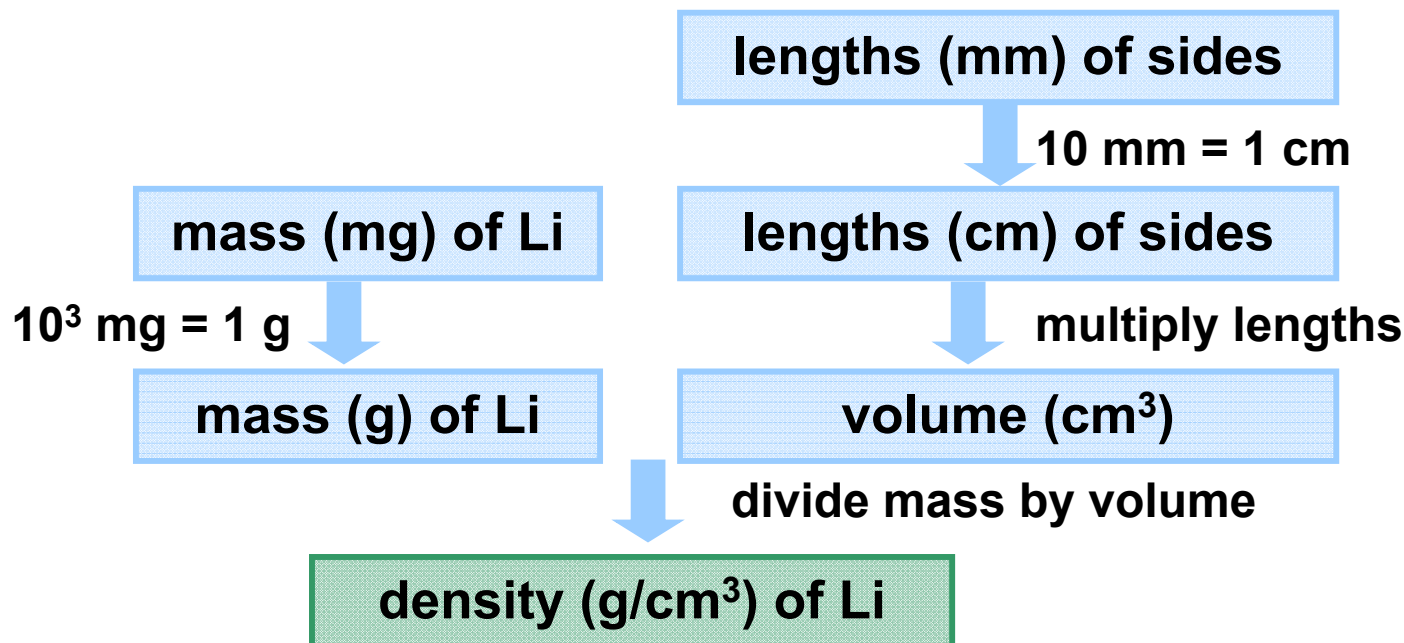 lengths (mm) of sides
10 mm = 1 cm
mass (mg) of Li
lengths (cm) of sides
10³ mg = 1 g
multiply lengths
mass (g) of Li
volume (cm³)
divide mass by volume
density (g/cm³) of Li